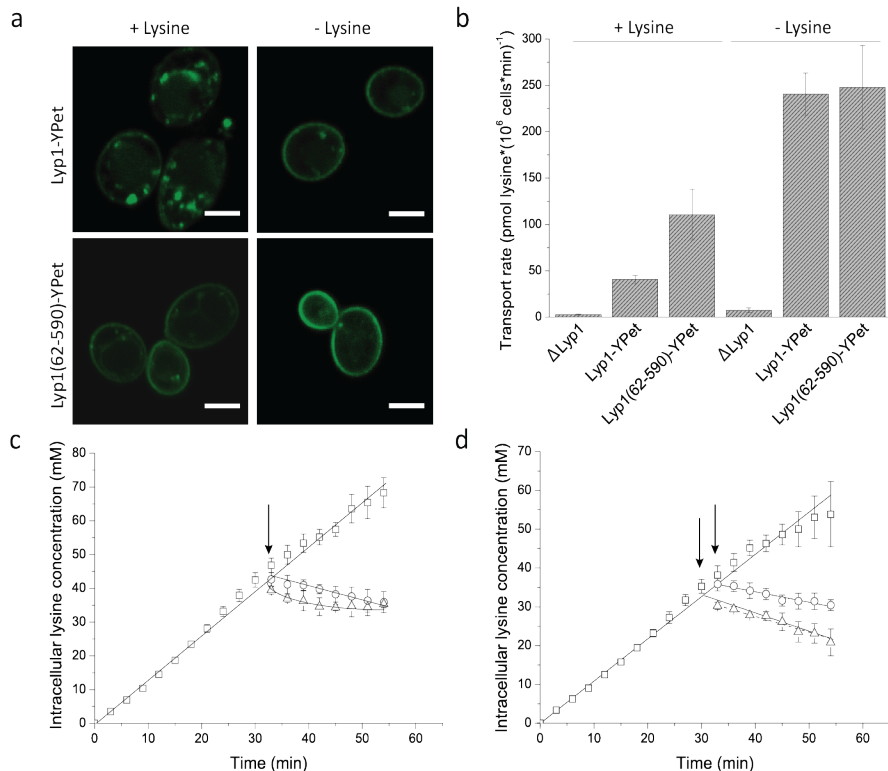 a
+ Lysine
- Lysine
Lyp1-YPet
Lyp1(62-590)-YPet
b
+ Lysine
- Lysine
Transport rate (pmol lysine*(10⁶ cells*min)⁻¹
300
250
200
150
100
50
0
ΔLyp1
Lyp1-YPet
Lyp1(62-590)-YPet
ΔLyp1
Lyp1-YPet
Lyp1(62-590)-YPet
c
Intracellular lysine concentration (mM)
80
70
60
50
40
30
20
10
0
0 10 20 30 40 50 60
Time (min)
d
Intracellular lysine concentration (mM)
70
60
50
40
30
20
10
0
0 10 20 30 40 50 60
Time (min)